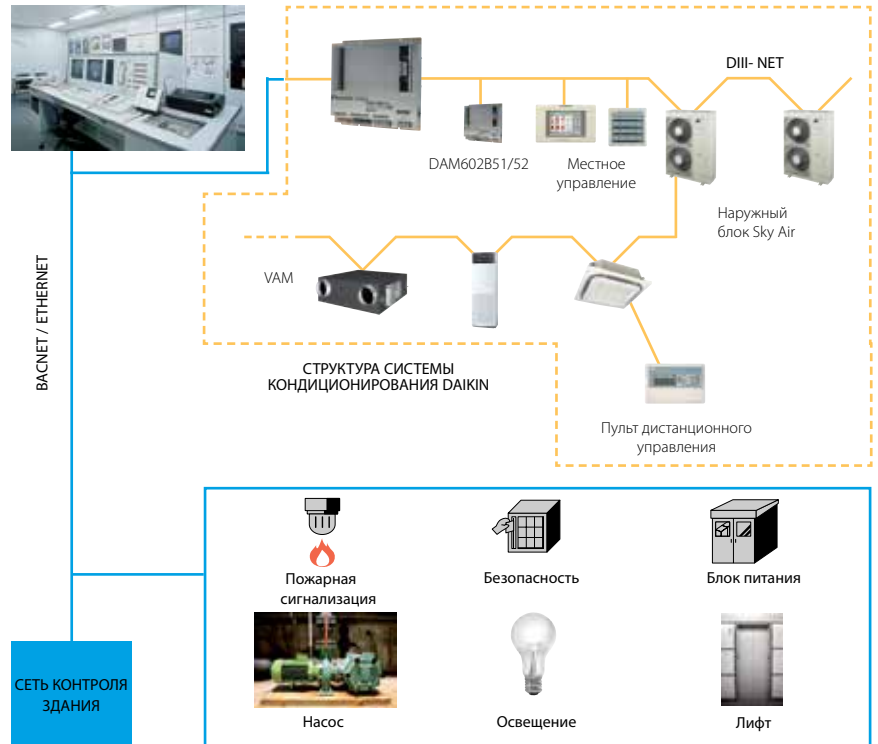 DIII- NET
DAM602B51/52
Местное
управление
Наружный
блок Sky Air
VAM
BACNET / ETHERNET
СТРУКТУРА СИСТЕМЫ
КОНДИЦИОНИРОВАНИЯ DAIKIN
Пульт дистанционного
управления
Пожарная
сигнализация
Безопасность
Блок питания
СЕТЬ КОНТРОЛЯ
ЗДАНИЯ
Насос
Освещение
Лифт